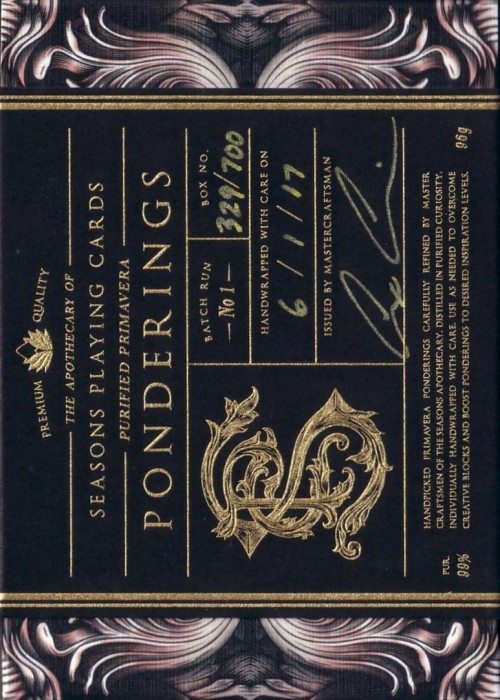 PREMIUM QUALITY
THE APOTHECARY OF
SEASONS PLAYING CARDS
PURIFIED PRIMAVERA
PONDERINGS
BATCH RUN
No 1
BOX NO.
329/700
HANDWRAPPED WITH CARE ON
6/1/17
ISSUED BY MASTERCRAFTSMAN
HANDPICKED PRIMAVERA PONDERINGS CAREFULLY REFINED BY MASTER
CRAFTSMEN OF THE SEASONS APOTHECARY, DISTILLED IN PURIFIED CURIOSITY,
INDIVIDUALLY HANDWRAPPED WITH CARE. USE AS NEEDED TO OVERCOME
CREATIVE BLOCKS AND BOOST PONDERINGS TO DESIRED INSPIRATION LEVELS.
PUR.
99%
96g